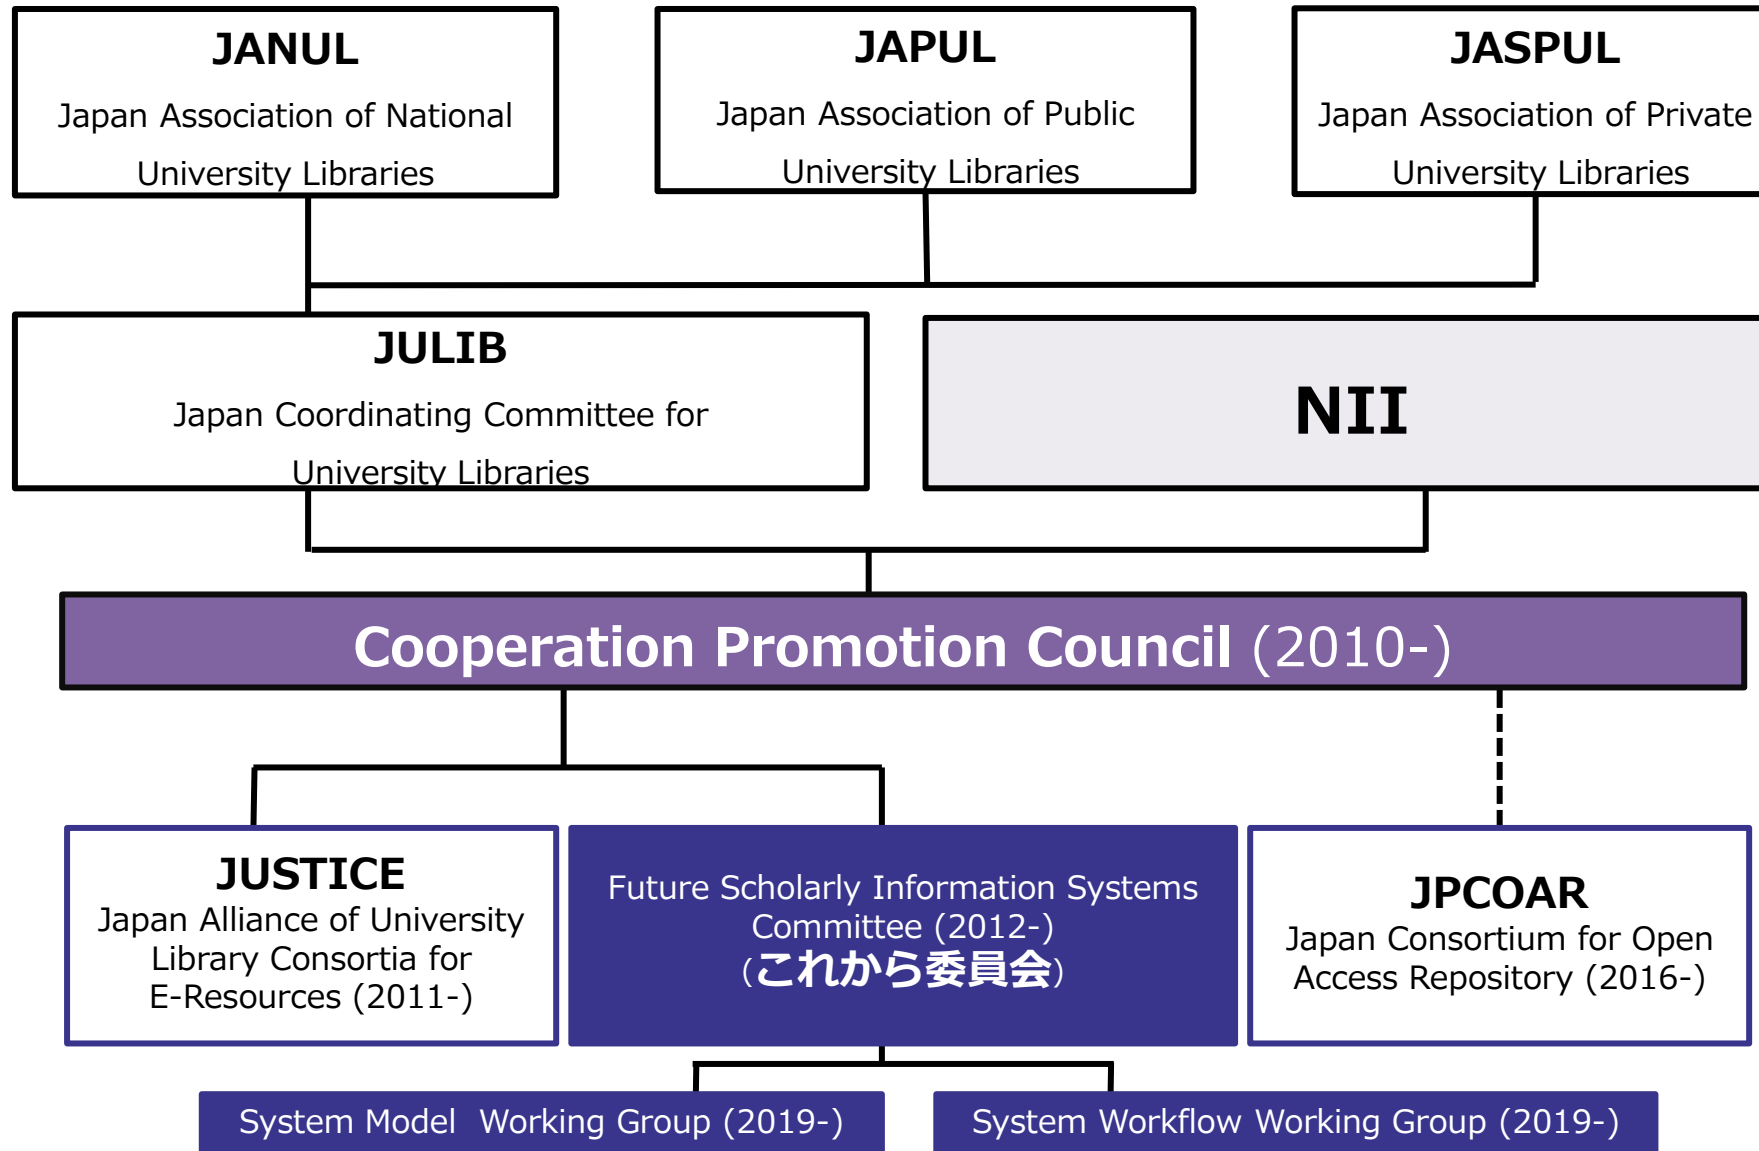 JANUL
Japan Association of National
University Libraries
JAPUL
Japan Association of Public
University Libraries
JASPUL
Japan Association of Private
University Libraries
JULIB
Japan Coordinating Committee for
University Libraries
NII
Cooperation Promotion Council (2010-)
JUSTICE
Japan Alliance of University
Library Consortia for
E-Resources (2011-)
Future Scholarly Information Systems
Committee (2012-)
(これから委員会)
JPCOAR
Japan Consortium for Open
Access Repository (2016-)
System Model  Working Group (2019-)
System Workflow Working Group (2019-)